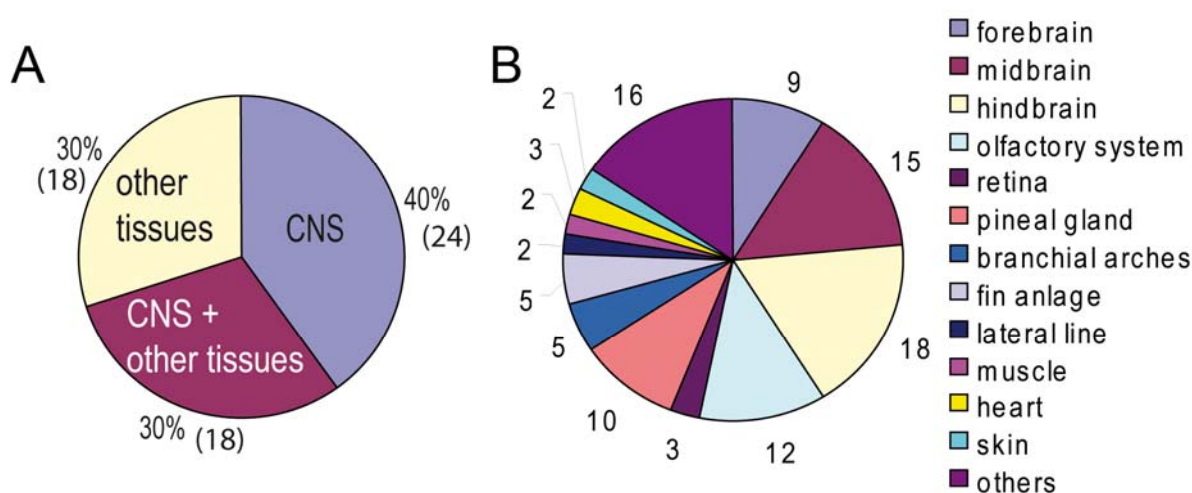 A
30%
(18)
other
tissues
CNS
40%
(24)
CNS +
other tissues
30% (18)
B
9
15
18
12
3
10
5
5
2
2
3
2
16
forebrain
midbrain
hindbrain
olfactory system
retina
pineal gland
branchial arches
fin anlage
lateral line
muscle
heart
skin
others